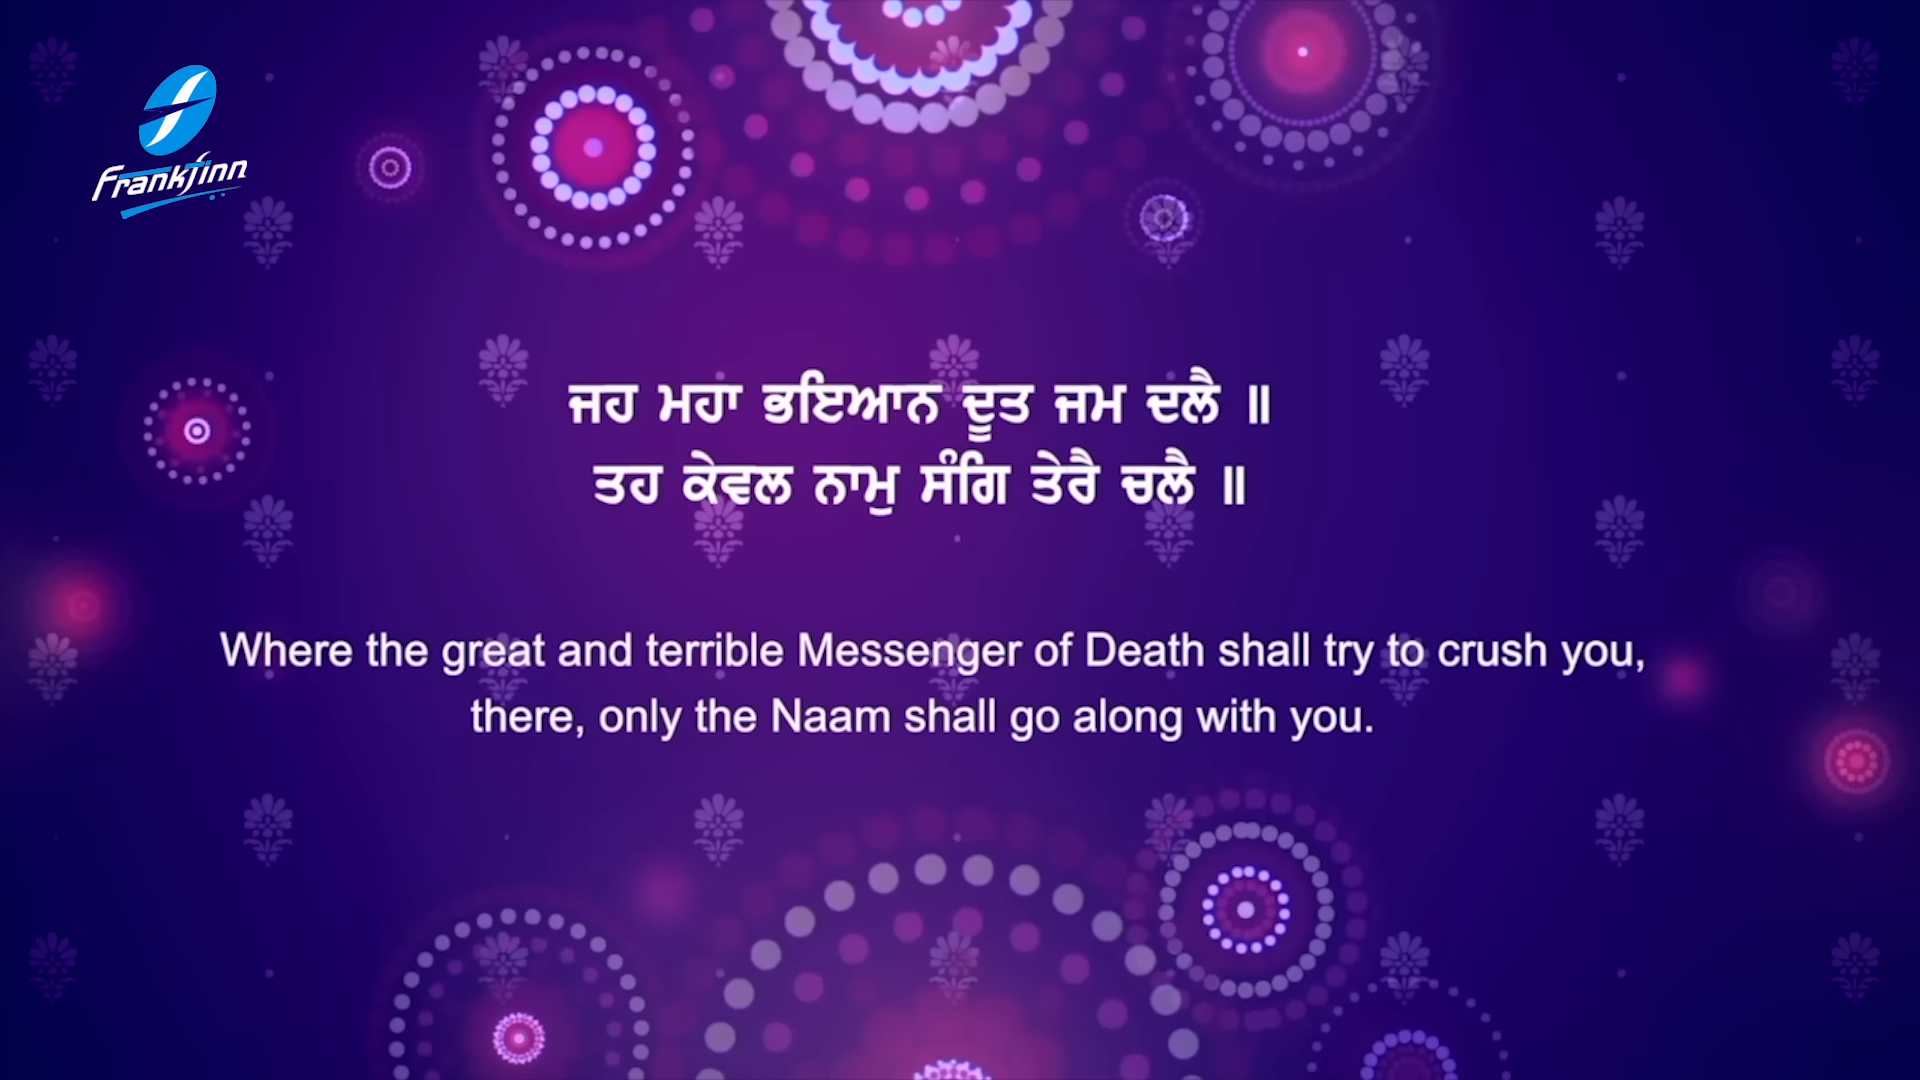 Frankfinn
ਜਹ ਮਹਾ ਭਇਆਨ ਦੂਤ ਜਮ ਦਲੈ ॥
ਤਹ ਕੇਵਲ ਨਾਮੁ ਸੰਗਿ ਤੇਰੈ ਚਲੈ ॥
Where the great and terrible Messenger of Death shall try to crush you,
there, only the Naam shall go along with you.